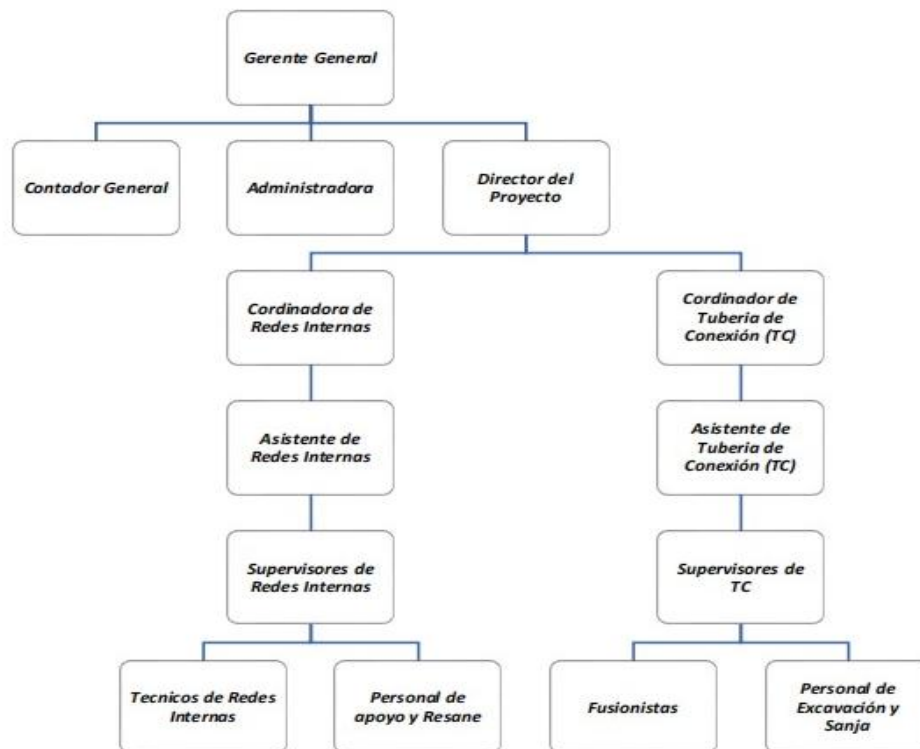 Gerente General
Contador General
Administradora
Director del
Proyecto
Cordinadora de
Redes Internas
Cordinador de
Tuberia de
Conexión (TC)
Asistente de
Redes Internas
Asistente de
Tuberia de
Conexión (TC)
Supervisores de
Redes Internas
Supervisores de
TC
Tecnicos de Redes
Internas
Personal de
apoyo y Resane
Fusionistas
Personal de
Excavación y
Sanja